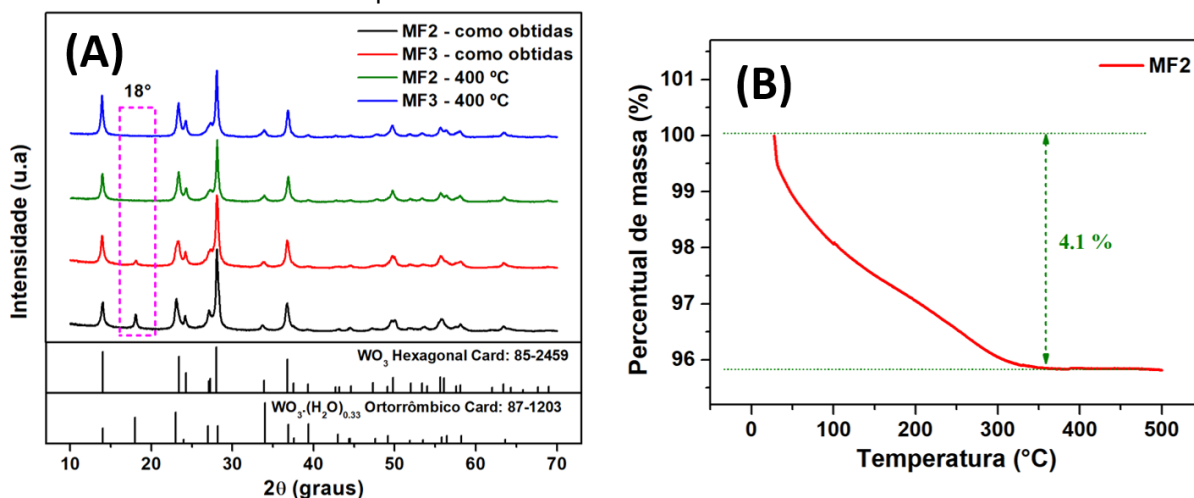 (A)
MF2 - como obtidas
MF3 - como obtidas
MF2 - 400 ºC
MF3 - 400 ºC
18°
Intensidade (u.a)
WO3 Hexagonal Card: 85-2459
WO3.(H2O)0.33 Ortorrômbico Card: 87-1203
10 20 30 40 50 60 70
2θ (graus)
(B)
MF2
101
100
99
98
97
96
4.1 %
Percentual de massa (%)
0 100 200 300 400 500
Temperatura (°C)